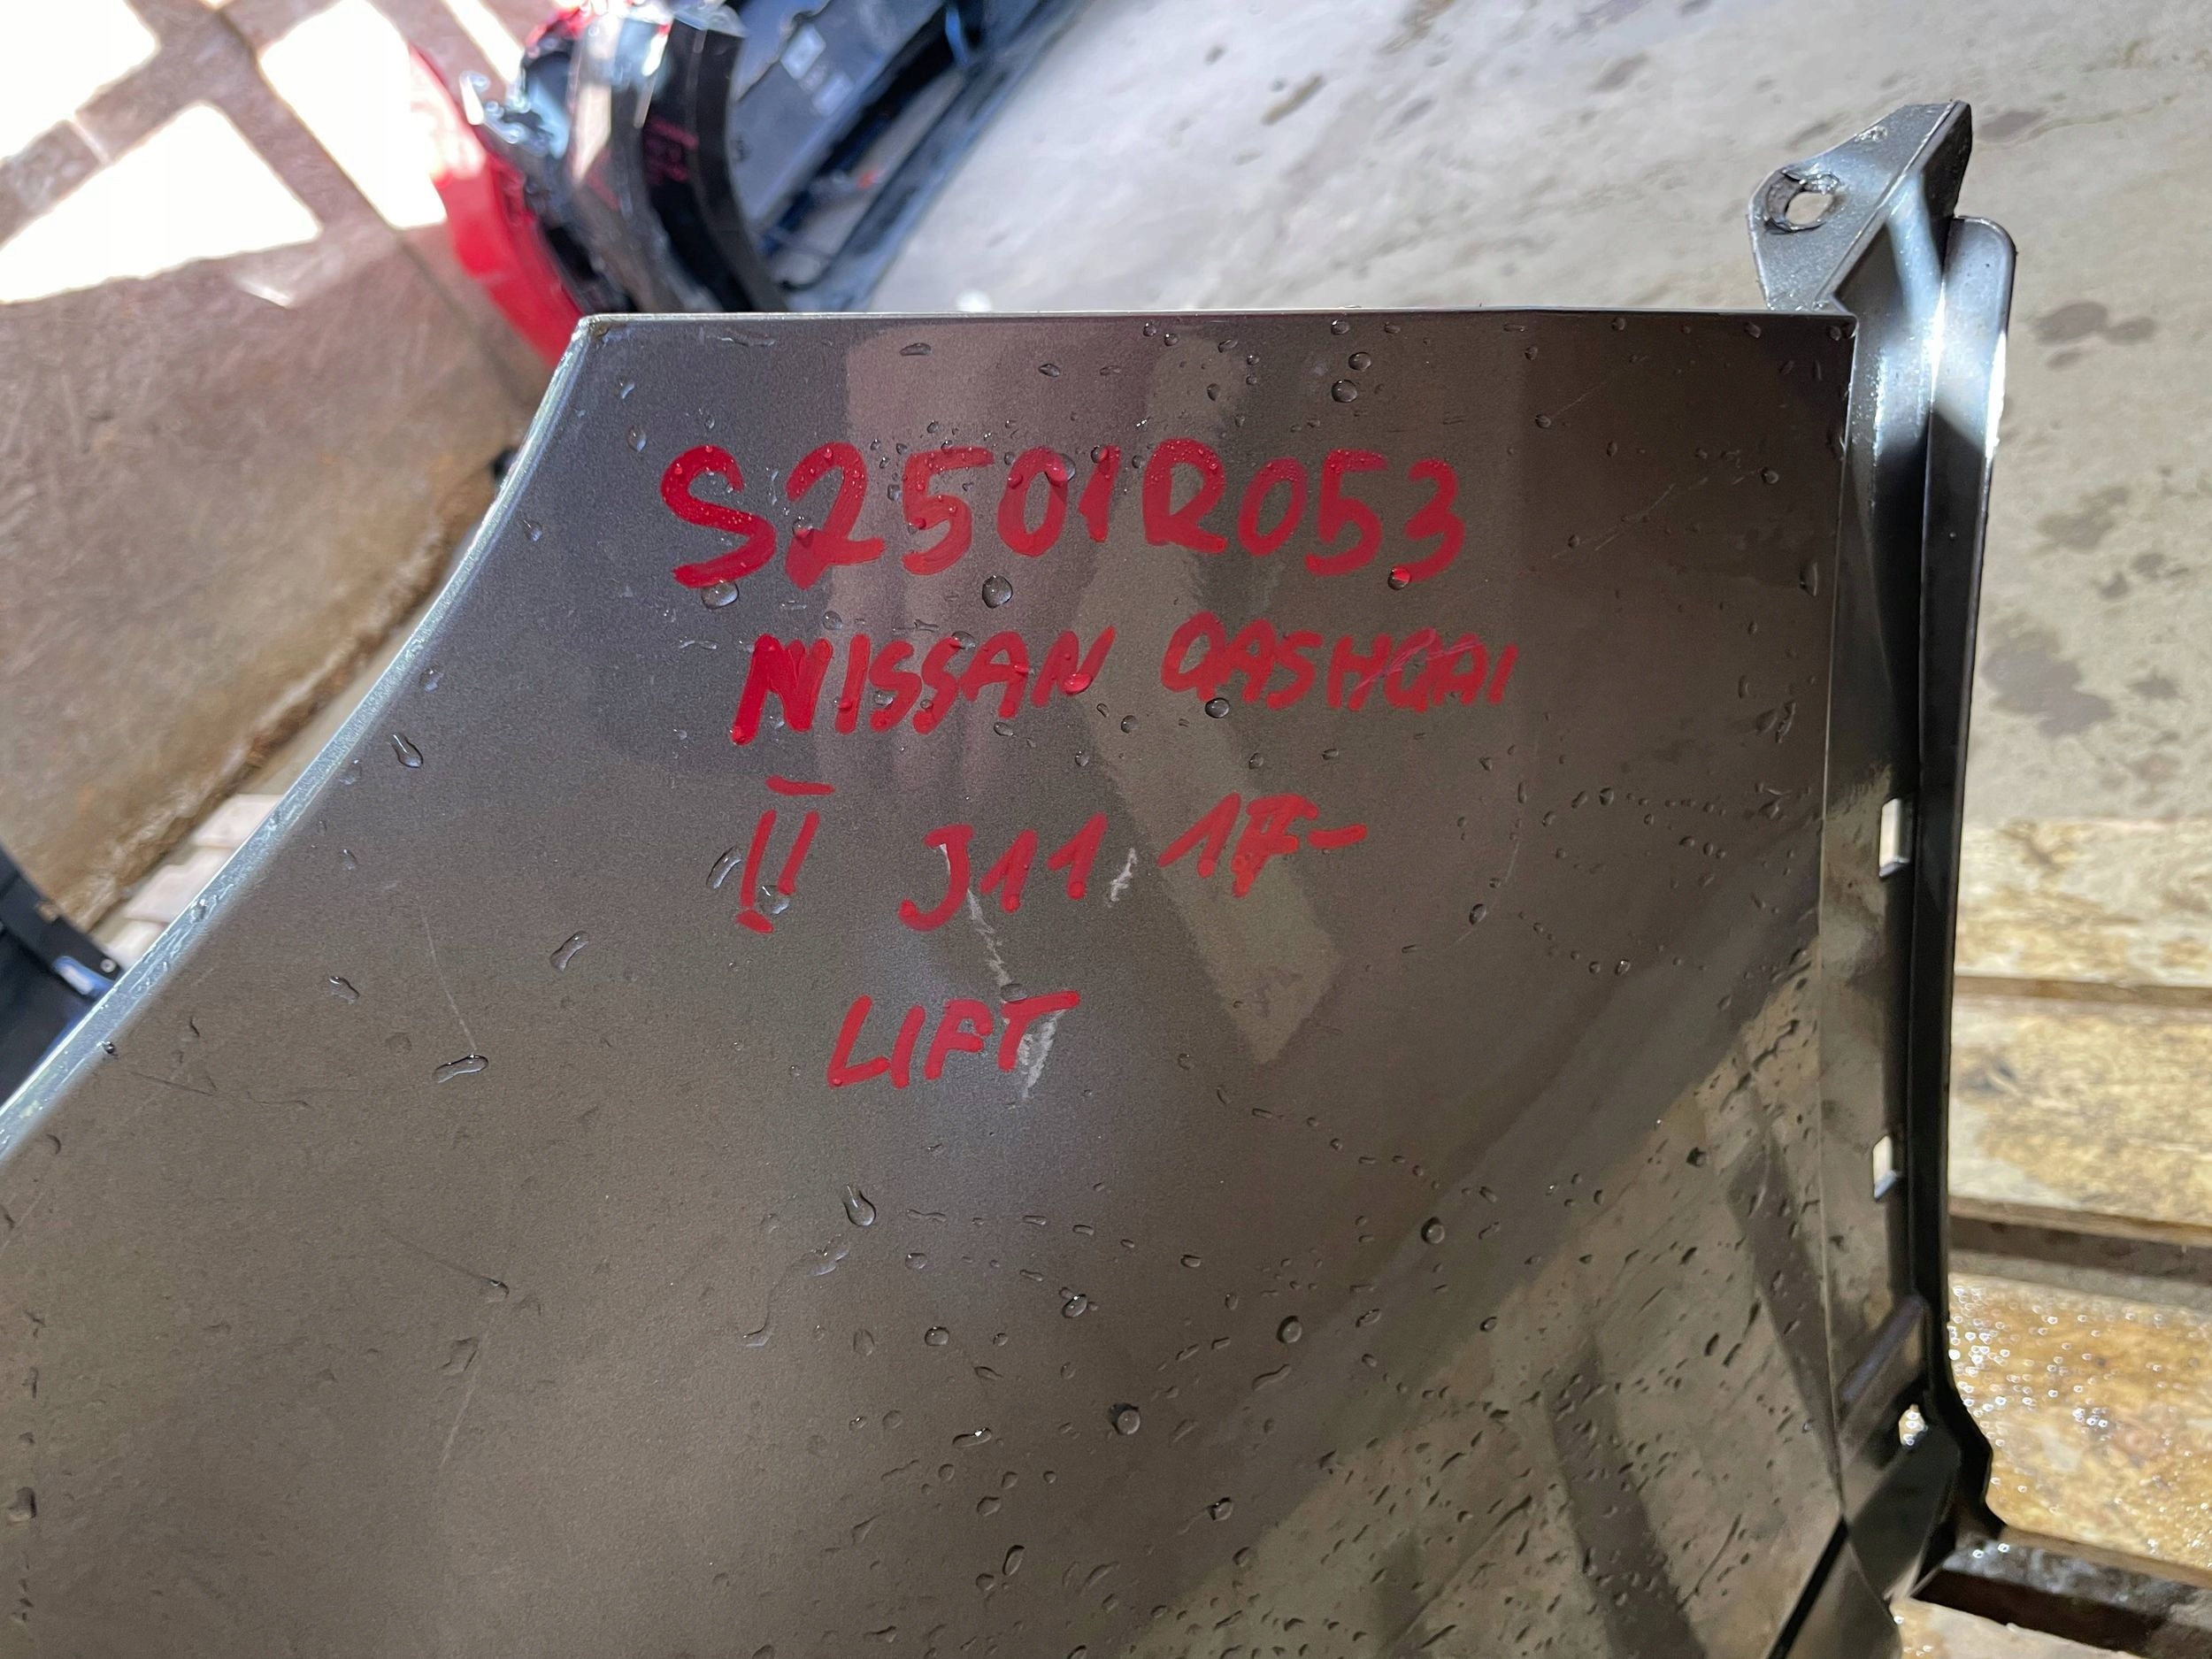 S2501R053
NISSAN QASHQAI
II J11 17-
LIFT